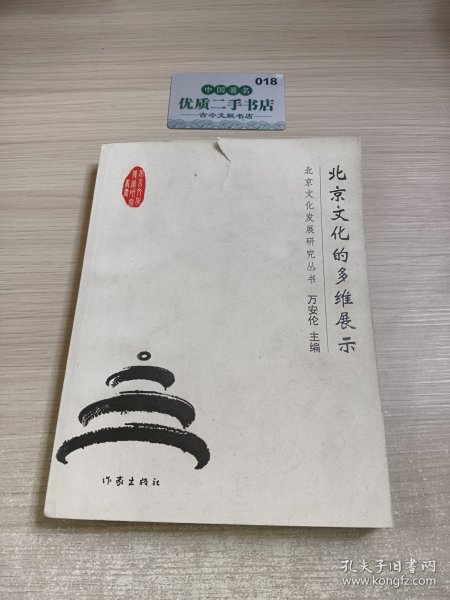 018
中国著名
优质二手书店
古今文献书店
北京文化的多维展示
北京文化发展研究丛书
万安伦 主编
作家出版社
孔夫子旧书网
www.kongfz.com